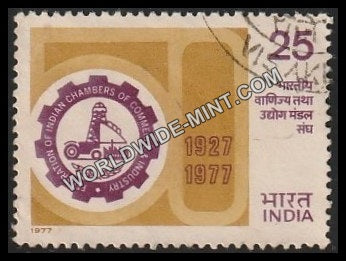 25
भारतीय
वाणिज्य तथा
उद्योग मंडल
संघ
FEDERATION OF INDIAN CHAMBERS OF COMMERCE & INDUSTRY
1927
1977
भारत
INDIA
1977
WORLDWIDE-MINT.COM